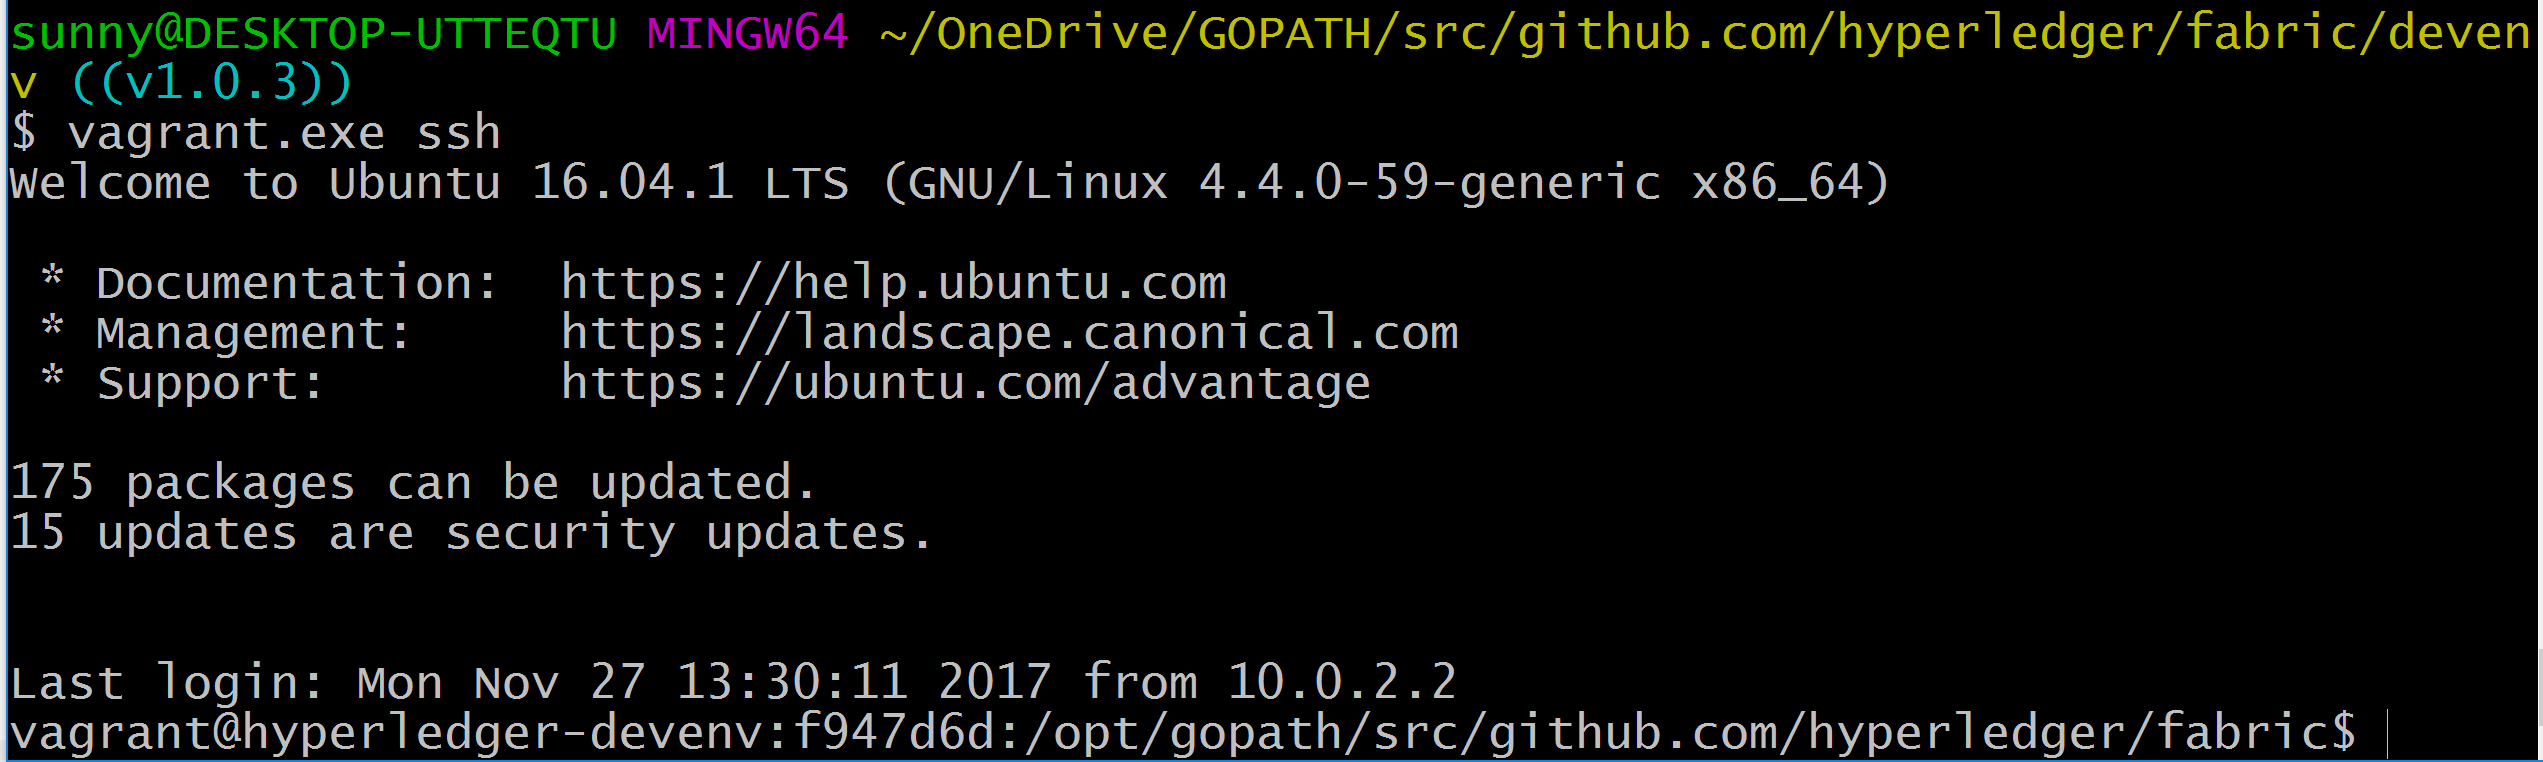 sunny@DESKTOP-UTTEQTU MINGW64 ~/OneDrive/GOPATH/src/github.com/hyperledger/fabric/deven
v ((v1.0.3))
$ vagrant.exe ssh
Welcome to Ubuntu 16.04.1 LTS (GNU/Linux 4.4.0-59-generic x86_64)
 * Documentation:  https://help.ubuntu.com
 * Management:     https://landscape.canonical.com
 * Support:        https://ubuntu.com/advantage
175 packages can be updated.
15 updates are security updates.
Last login: Mon Nov 27 13:30:11 2017 from 10.0.2.2
vagrant@hyperledger-devenv:f947d6d:/opt/gopath/src/github.com/hyperledger/fabric$